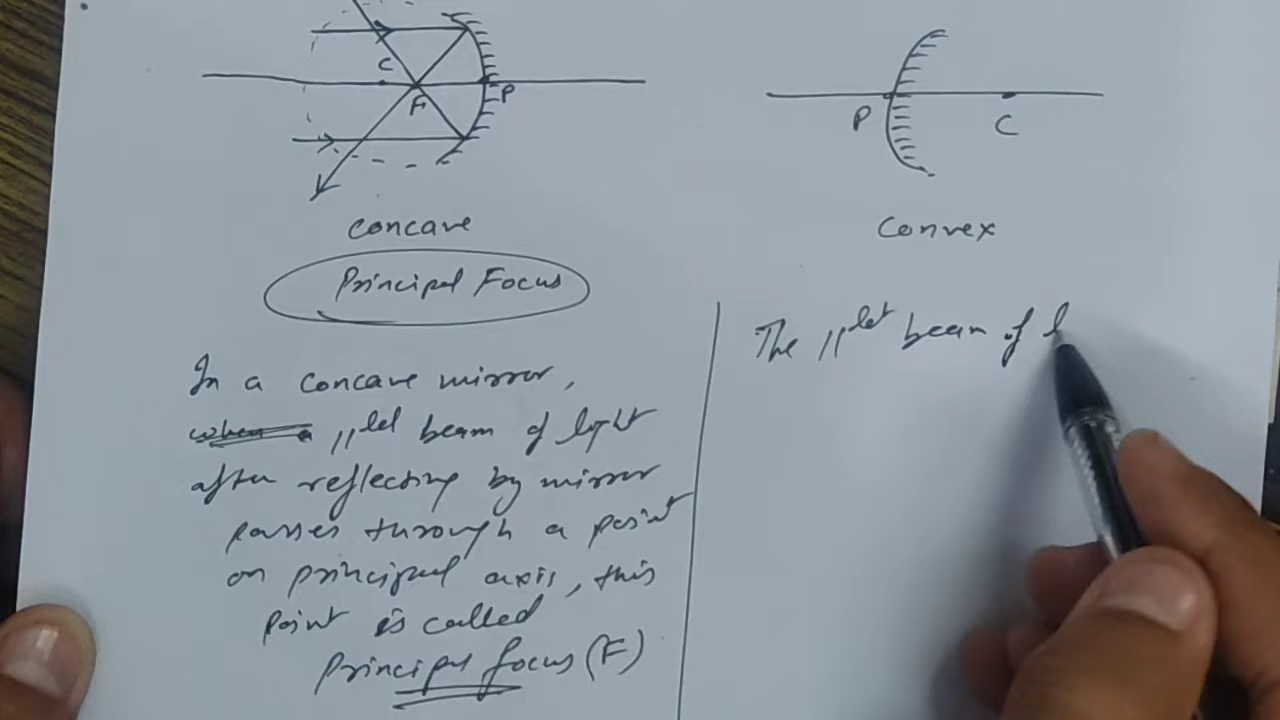 C
F
P
P
C
Concave
Convex
Principal Focus
In a concave mirror,
when a ||lel beam of light
after reflecting by mirror
passes through a point
on principal axis, this
point is called
principal focus (F)
The ||lel beam of l